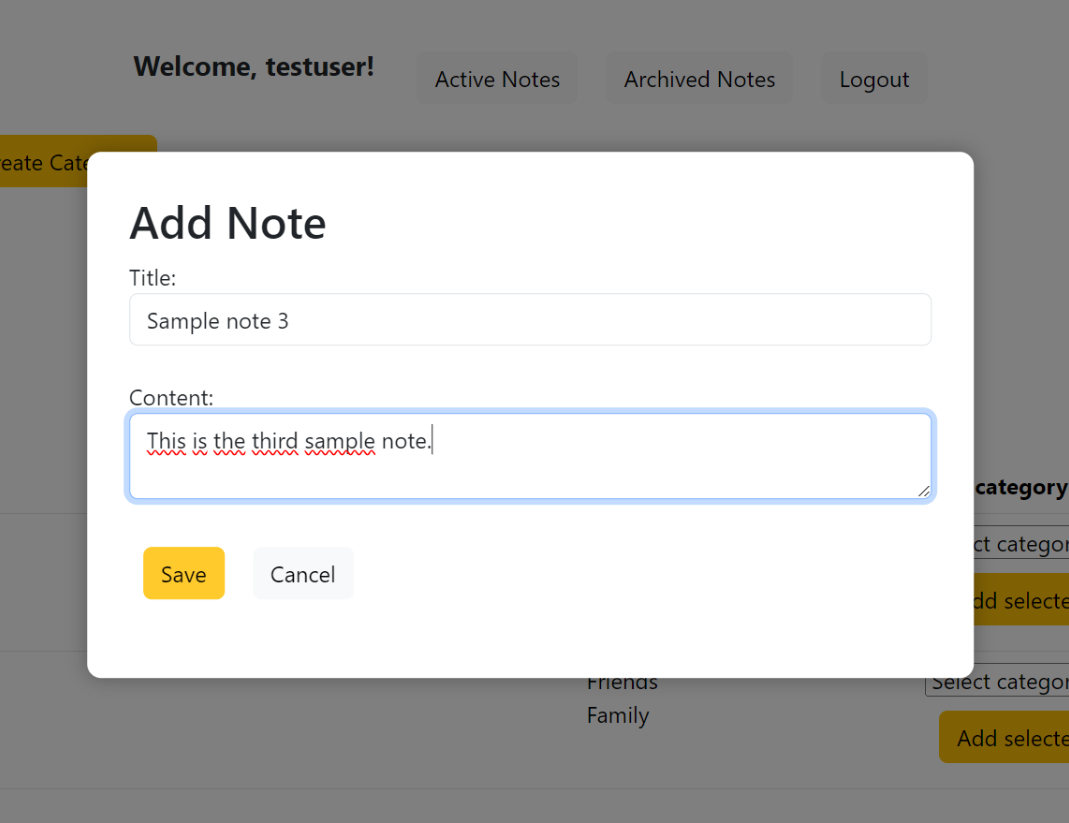 Welcome, testuser!
Active Notes
Archived Notes
Logout
eate Cate
Add Note
Title:
Sample note 3
Content:
This is the third sample note.
category
ct categor
dd selecte
Save
Cancel
Friends
Select categor
Family
Add selecte